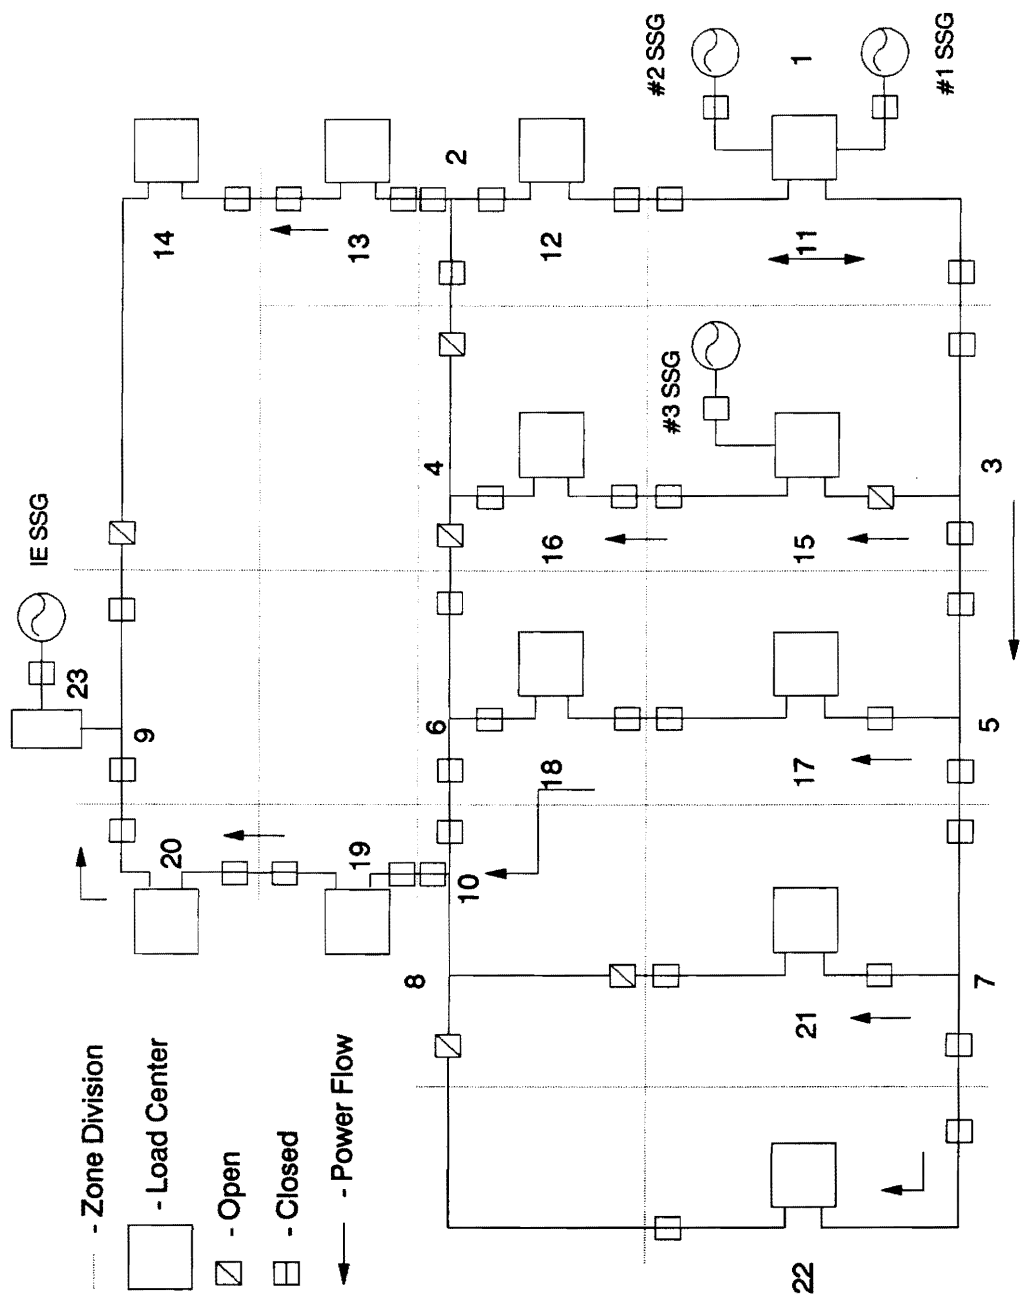 - Zone Division
- Load Center
- Open
- Closed
- Power Flow
IE SSG
23
9
20
19
14
13
2
12
#2 SSG
1
#1 SSG
11
#3 SSG
4
16
15
3
6
18
17
5
10
8
21
7
22